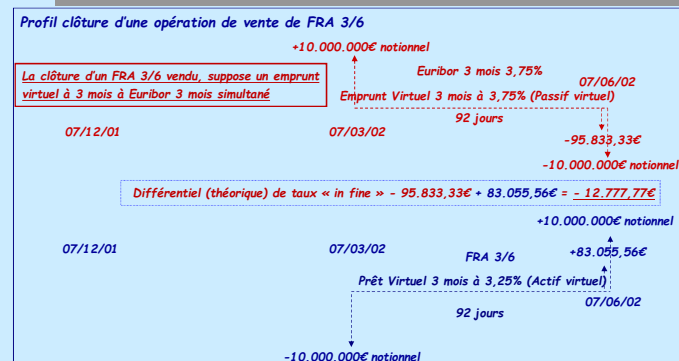 Profil clôture d'une opération de vente de FRA 3/6
+10.000.000€ notionnel
La clôture d'un FRA 3/6 vendu, suppose un emprunt
virtuel à 3 mois à Euribor 3 mois simultané
Euribor 3 mois 3,75%
07/06/02
Emprunt Virtuel 3 mois à 3,75% (Passif virtuel)
92 jours
07/12/01
07/03/02
-95.833,33€
-10.000.000€ notionnel
Différentiel (théorique) de taux « in fine » - 95.833,33€ + 83.055,56€ = - 12.777,77€
+10.000.000€ notionnel
07/12/01
07/03/02
FRA 3/6
+83.055,56€
Prêt Virtuel 3 mois à 3,25% (Actif virtuel)
07/06/02
92 jours
-10.000.000€ notionnel